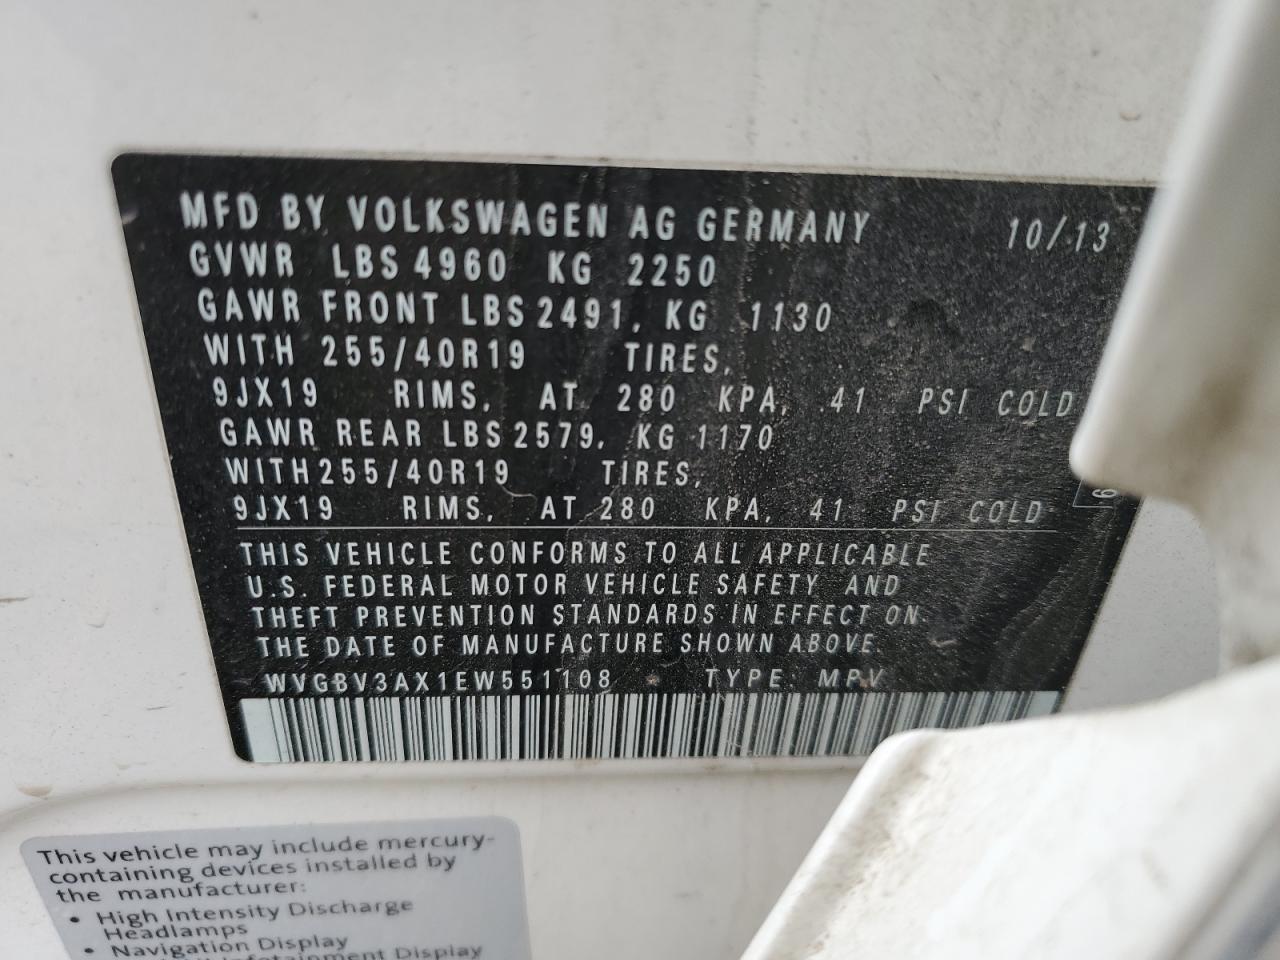 MFD BY VOLKSWAGEN AG GERMANY 10/13
GVWR LBS 4960 KG 2250
GAWR FRONT LBS 2491, KG 1130
WITH 255/40R19 TIRES,
9JX19 RIMS, AT 280 KPA, 41 PSI COLD
GAWR REAR LBS 2579, KG 1170
WITH 255/40R19 TIRES,
9JX19 RIMS, AT 280 KPA, 41 PSI COLD
THIS VEHICLE CONFORMS TO ALL APPLICABLE
U.S. FEDERAL MOTOR VEHICLE SAFETY AND
THEFT PREVENTION STANDARDS IN EFFECT ON
THE DATE OF MANUFACTURE SHOWN ABOVE.
WVGBV3AX1EW551108 TYPE: MPV
This vehicle may include mercury-
containing devices installed by
the manufacturer:
• High Intensity Discharge
Headlamps
• Navigation Display
Infotainment Display